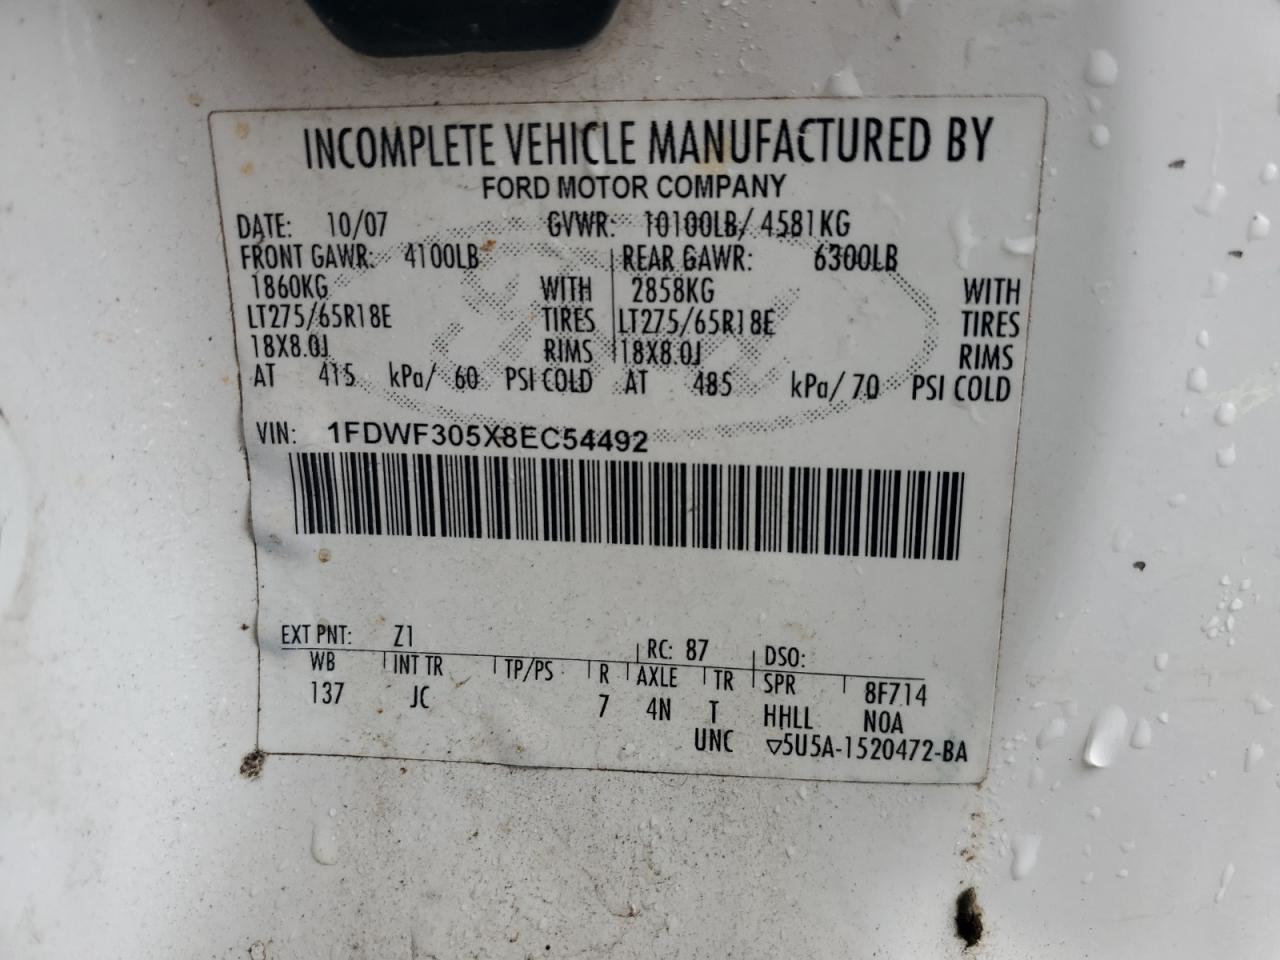 INCOMPLETE VEHICLE MANUFACTURED BY
FORD MOTOR COMPANY
DATE: 10/07 GVWR: 10100LB/ 4581KG
FRONT GAWR: 4100LB REAR GAWR: 6300LB
1860KG WITH 2858KG WITH
LT275/65R18E TIRES LT275/65R18E TIRES
18X8.0J RIMS 18X8.0J RIMS
AT 415 kPa/ 60 PSI COLD AT 485 kPa/ 70 PSI COLD
VIN: 1FDWF305X8EC54492
EXT PNT: Z1 RC: 87 DSO:
WB INT TR TP/PS R AXLE TR SPR 8F714
137 JC 7 4N T HHLL NOA
UNC ▽5U5A-1520472-BA